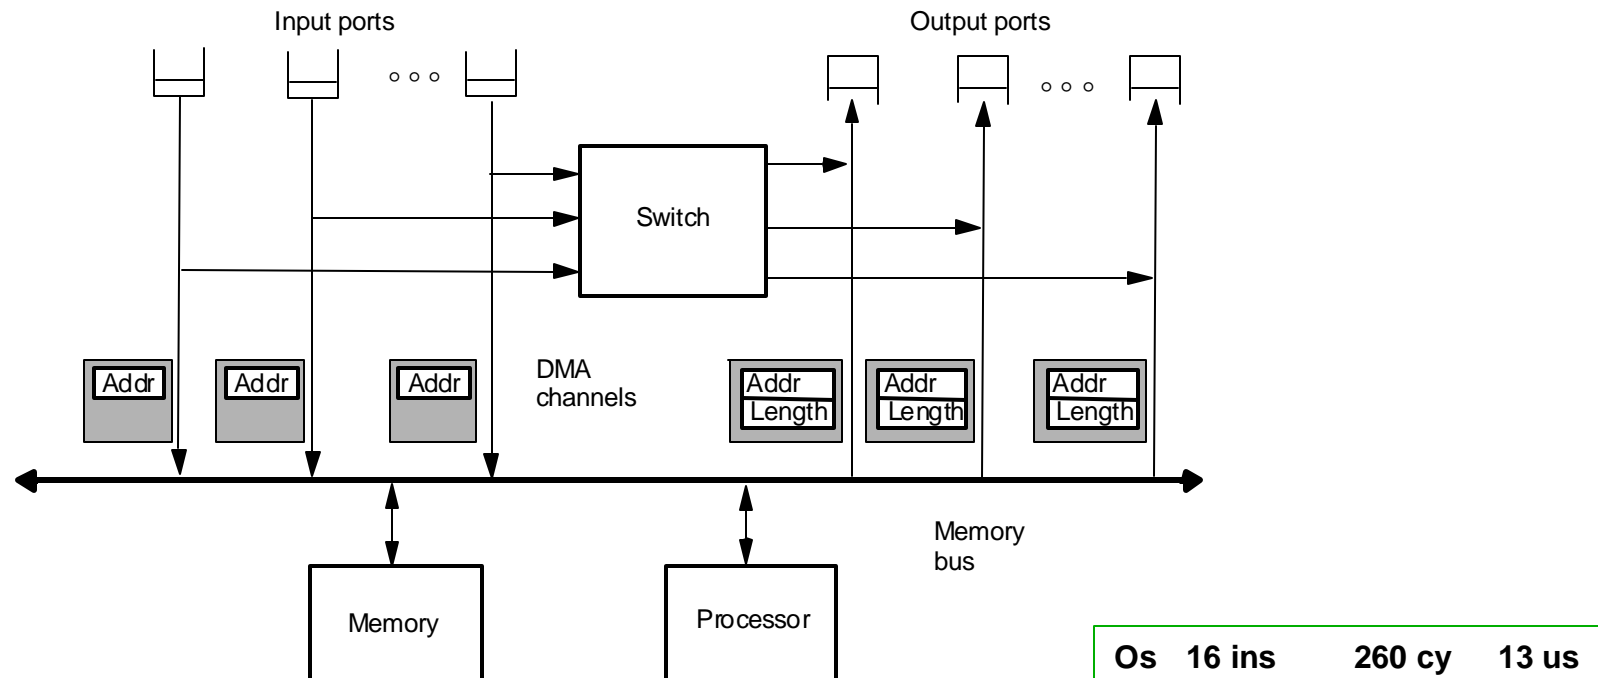 Input ports
Output ports
Switch
DMA
channels
Addr
Addr
Addr
Addr
Length
Addr
Length
Addr
Length
Memory
bus
Memory
Processor
Os 16 ins 260 cy 13 us